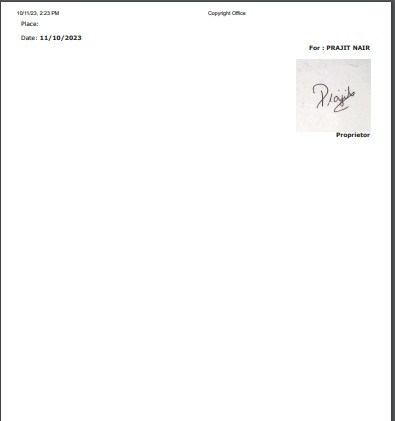 10/11/23, 2:23 PM Copyright Office
Place:
Date: 11/10/2023
For : PRAJIT NAIR
Prajit
Proprietor